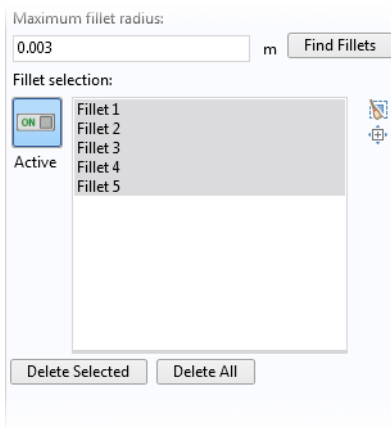 Maximum fillet radius:
0.003 m Find Fillets
Fillet selection:
ON
Active
Fillet 1
Fillet 2
Fillet 3
Fillet 4
Fillet 5
Delete Selected Delete All